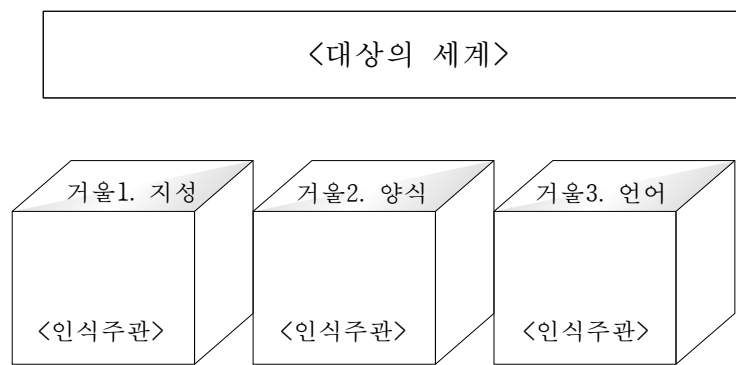 <대상의 세계>
거울1. 지성
거울2. 양식
거울3. 언어
<인식주관>
<인식주관>
<인식주관>